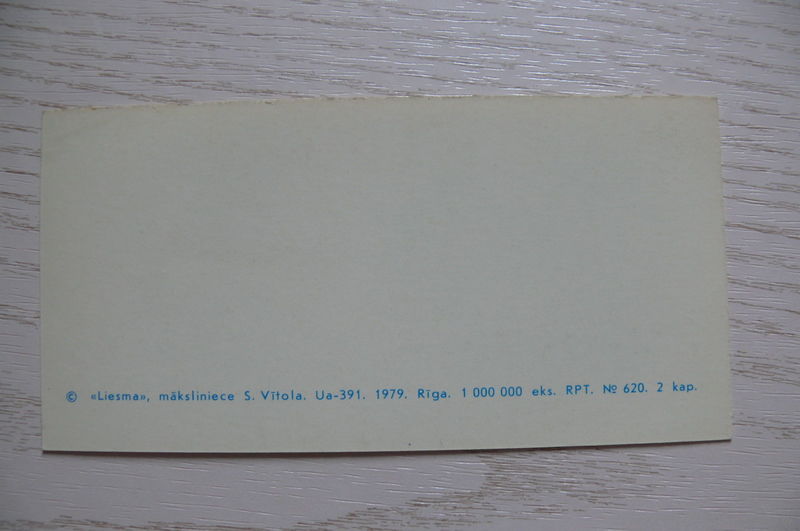 © «Liesma», māksliniece S. Vītola. Ua-391. 1979. Rīga. 1 000 000 eks. RPT. № 620. 2 kap.